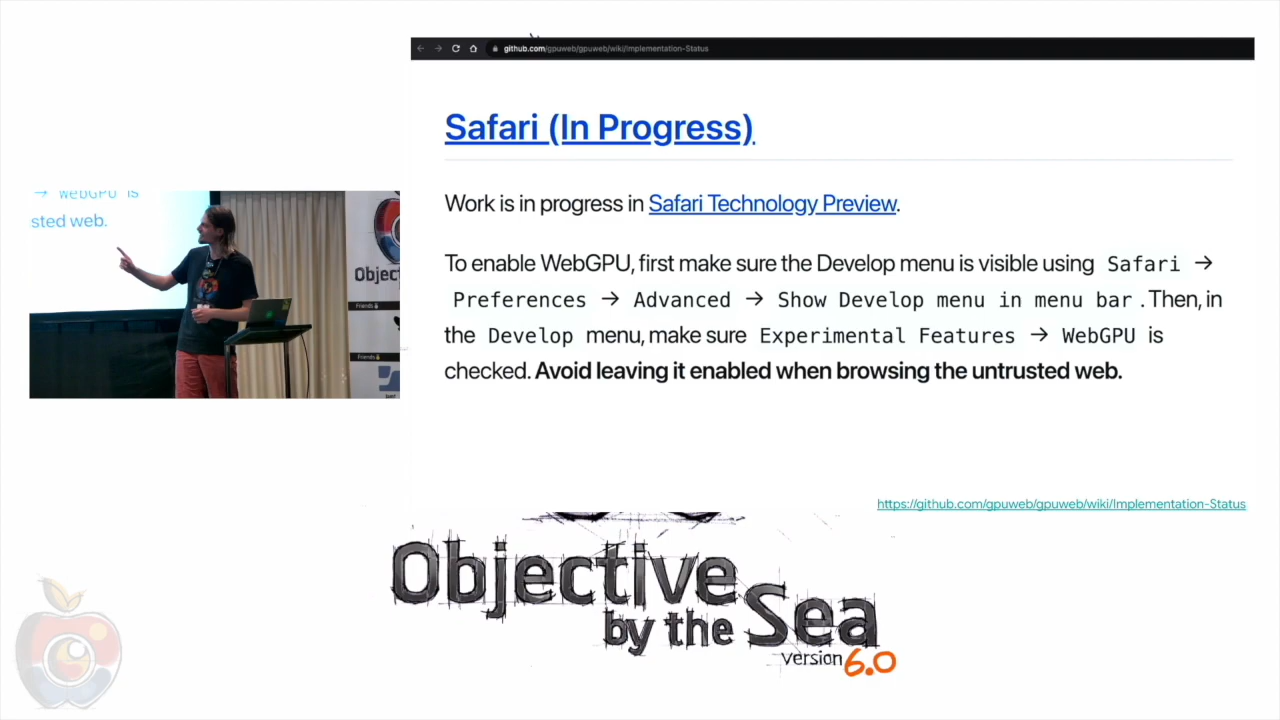 github.com/gpuweb/gpuweb/wiki/Implementation-Status
Safari (In Progress)
Work is in progress in Safari Technology Preview.
To enable WebGPU, first make sure the Develop menu is visible using Safari →
Preferences → Advanced → Show Develop menu in menu bar. Then, in
the Develop menu, make sure Experimental Features → WebGPU is
checked. Avoid leaving it enabled when browsing the untrusted web.
https://github.com/gpuweb/gpuweb/wiki/Implementation-Status
→ WebGPU is
sted web.
Objec
Friends
Friends
Objective
by the Sea
version 6.0